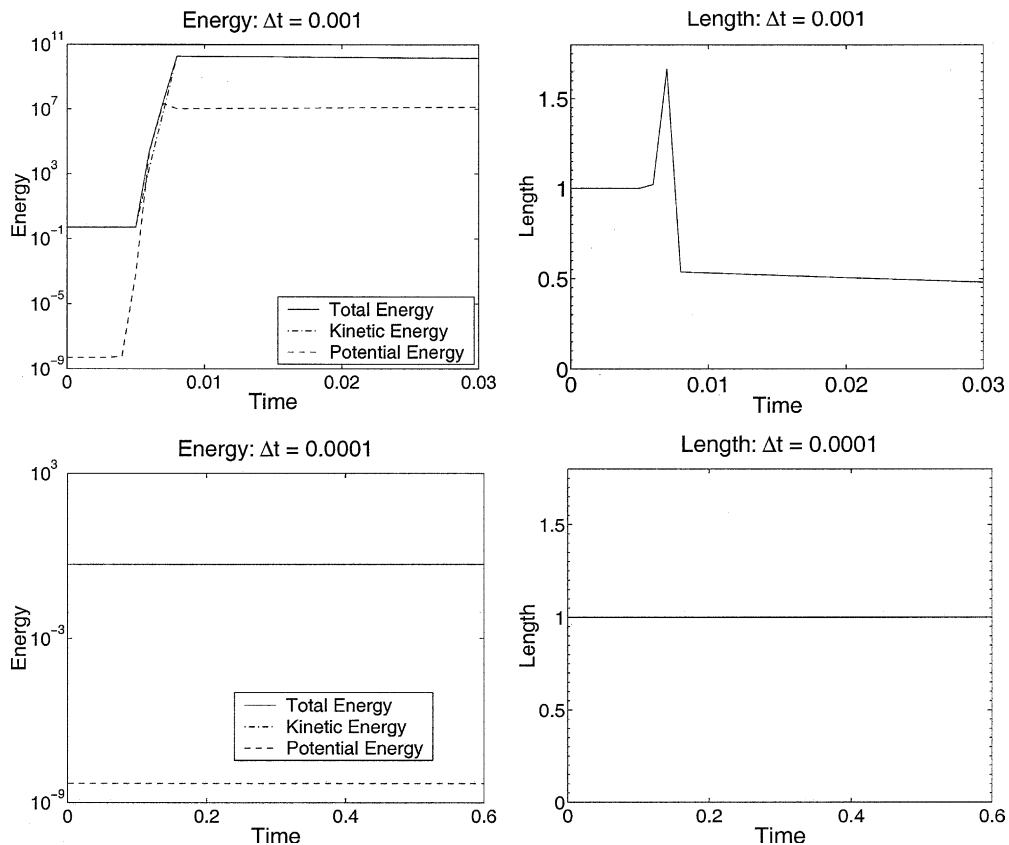 Energy: Δt = 0.001
10^11
10^7
10^3
10^−1
10^−5
10^−9
Energy
Total Energy
Kinetic Energy
Potential Energy
0 0.01 0.02 0.03
Time
Length: Δt = 0.001
1.5
1
0.5
0
Length
0 0.01 0.02 0.03
Time
Energy: Δt = 0.0001
10^3
10^−3
10^−9
Energy
Total Energy
Kinetic Energy
Potential Energy
0 0.2 0.4 0.6
Time
Length: Δt = 0.0001
1.5
1
0.5
0
Length
0 0.2 0.4 0.6
Time